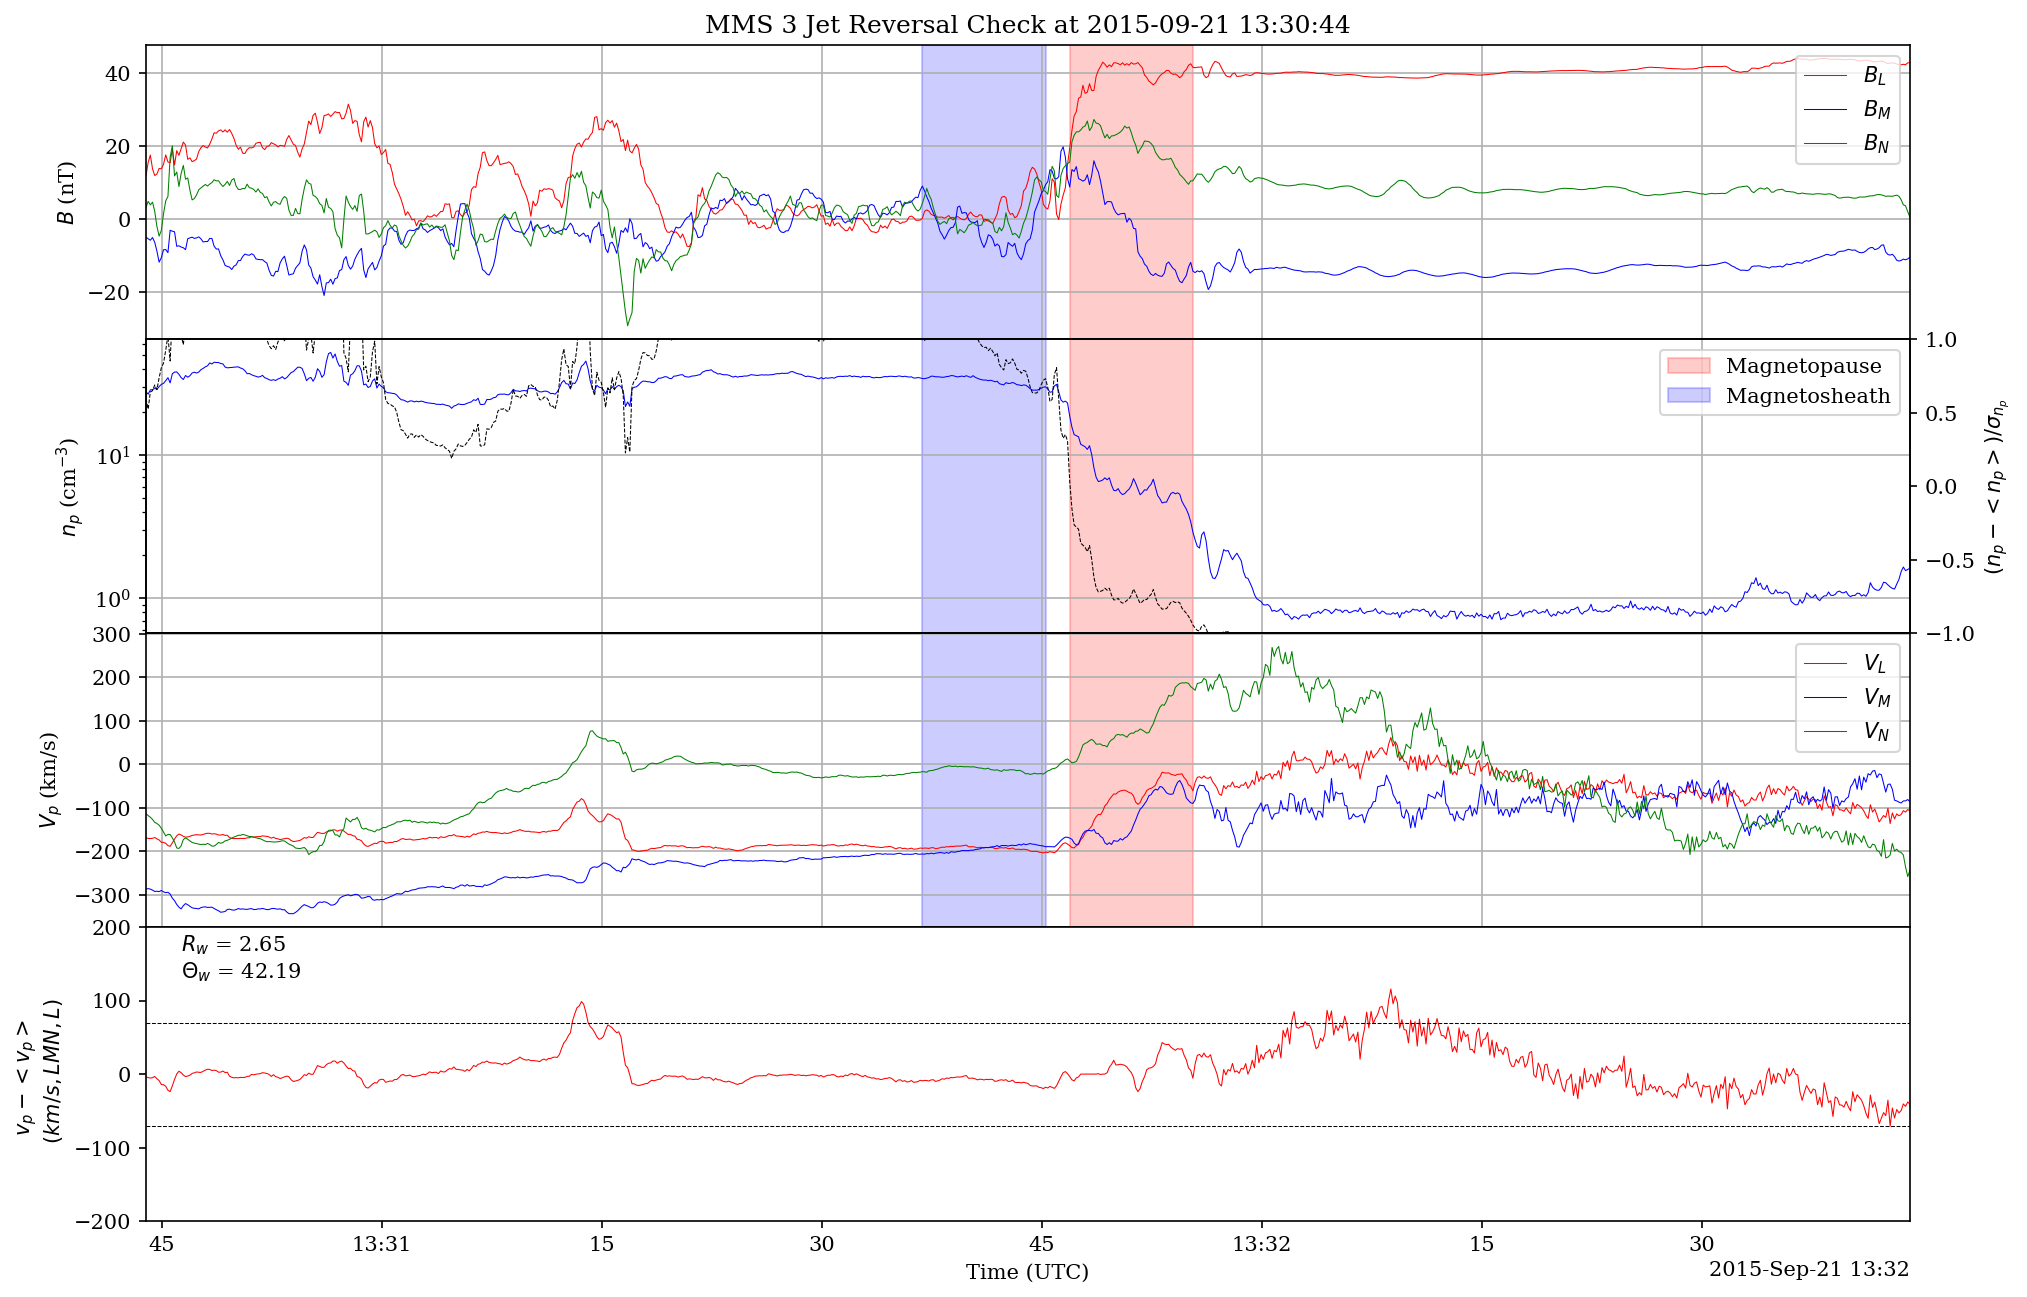 MMS 3 Jet Reversal Check at 2015-09-21 13:30:44
40
20
0
−20
B (nT)
B_L
B_M
B_N
10^1
10^0
n_p (cm^−3)
1.0
0.5
0.0
−0.5
−1.0
(n_p − < n_p >)/σ_{n_p}
Magnetopause
Magnetosheath
300
200
100
0
−100
−200
−300
V_p (km/s)
V_L
V_M
V_N
200
100
0
−100
−200
v_p − < v_p >
(km/s, LMN, L)
R_w = 2.65
Θ_w = 42.19
45 13:31 15 30 45 13:32 15 30
Time (UTC)
2015-Sep-21 13:32